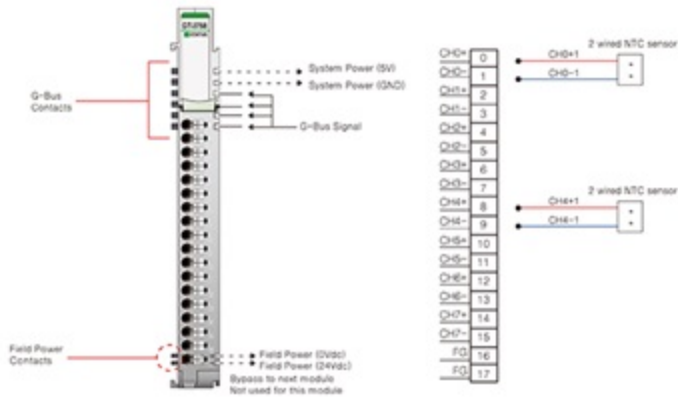 System Power (5V)
System Power (GND)
G-Bus
Contacts
G-Bus Signal
Field Power
Contacts
Field Power (0Vdc)
Field Power (24Vdc)
Bypass to next module
Not used for this module
CH0+ 0
CH0- 1
CH1+ 2
CH1- 3
CH2+ 4
CH2- 5
CH3+ 6
CH3- 7
CH4+ 8
CH4- 9
CH5+ 10
CH5- 11
CH6+ 12
CH6- 13
CH7+ 14
CH7- 15
FG 16
FG 17
2 wired NTC sensor
CH0+1
CH0-1
2 wired NTC sensor
CH4+1
CH4-1